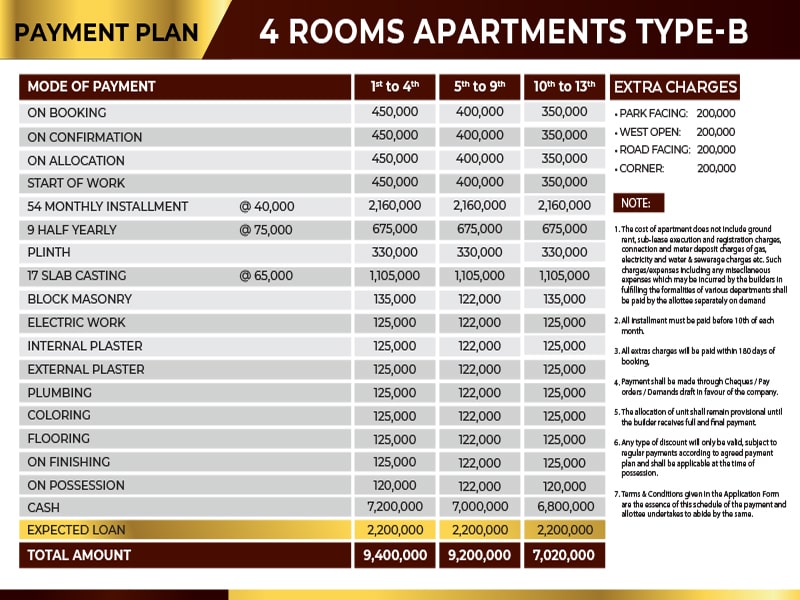 PAYMENT PLAN
4 ROOMS APARTMENTS TYPE-B
MODE OF PAYMENT 1st to 4th 5th to 9th 10th to 13th
ON BOOKING 450,000 400,000 350,000
ON CONFIRMATION 450,000 400,000 350,000
ON ALLOCATION 450,000 400,000 350,000
START OF WORK 450,000 400,000 350,000
54 MONTHLY INSTALLMENT @ 40,000 2,160,000 2,160,000 2,160,000
9 HALF YEARLY @ 75,000 675,000 675,000 675,000
PLINTH 330,000 330,000 330,000
17 SLAB CASTING @ 65,000 1,105,000 1,105,000 1,105,000
BLOCK MASONRY 135,000 122,000 135,000
ELECTRIC WORK 125,000 122,000 125,000
INTERNAL PLASTER 125,000 122,000 125,000
EXTERNAL PLASTER 125,000 122,000 125,000
PLUMBING 125,000 122,000 125,000
COLORING 125,000 122,000 125,000
FLOORING 125,000 122,000 125,000
ON FINISHING 125,000 122,000 125,000
ON POSSESSION 120,000 122,000 120,000
CASH 7,200,000 7,000,000 6,800,000
EXPECTED LOAN 2,200,000 2,200,000 2,200,000
TOTAL AMOUNT 9,400,000 9,200,000 7,020,000
EXTRA CHARGES
• PARK FACING: 200,000
• WEST OPEN: 200,000
• ROAD FACING: 200,000
• CORNER: 200,000
NOTE:
1. The cost of apartment does not include ground
rent, sub-lease execution and registration charges,
connection and meter deposit charges of gas,
electricity and water & sewerage charges etc. Such
charges/expenses including any misecllaneous
expenses which may be incurred by the builders in
fulfilling the formalities of various departments shall
be paid by the allottee separately on demand
2. All installment must be paid before 10th of each
month.
3. All extras charges will be paid within 180 days of
booking,
4. Payment shall be made through Cheques / Pay
orders / Demands draft in favour of the company.
5. The allocation of unit shall remain provisional until
the builder receives full and final payment.
6. Any type of discount will only be valid, subject to
regular payments according to agreed payment
plan and shall be applicable at the time of
possession.
7. Terms & Conditions given in the Application Form
are the essence of this schedule of the payment and
allottee undertakes to abide by the same.